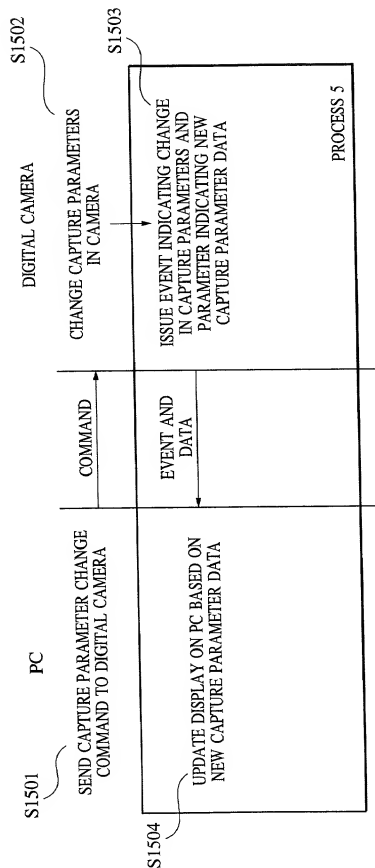 PC
DIGITAL CAMERA
S1501
SEND CAPTURE PARAMETER CHANGE
COMMAND TO DIGITAL CAMERA
COMMAND
S1502
CHANGE CAPTURE PARAMETERS
IN CAMERA
S1503
ISSUE EVENT INDICATING CHANGE
IN CAPTURE PARAMETERS AND
PARAMETER INDICATING NEW
CAPTURE PARAMETER DATA
EVENT AND
DATA
S1504
UPDATE DISPLAY ON PC BASED ON
NEW CAPTURE PARAMETER DATA
PROCESS 5